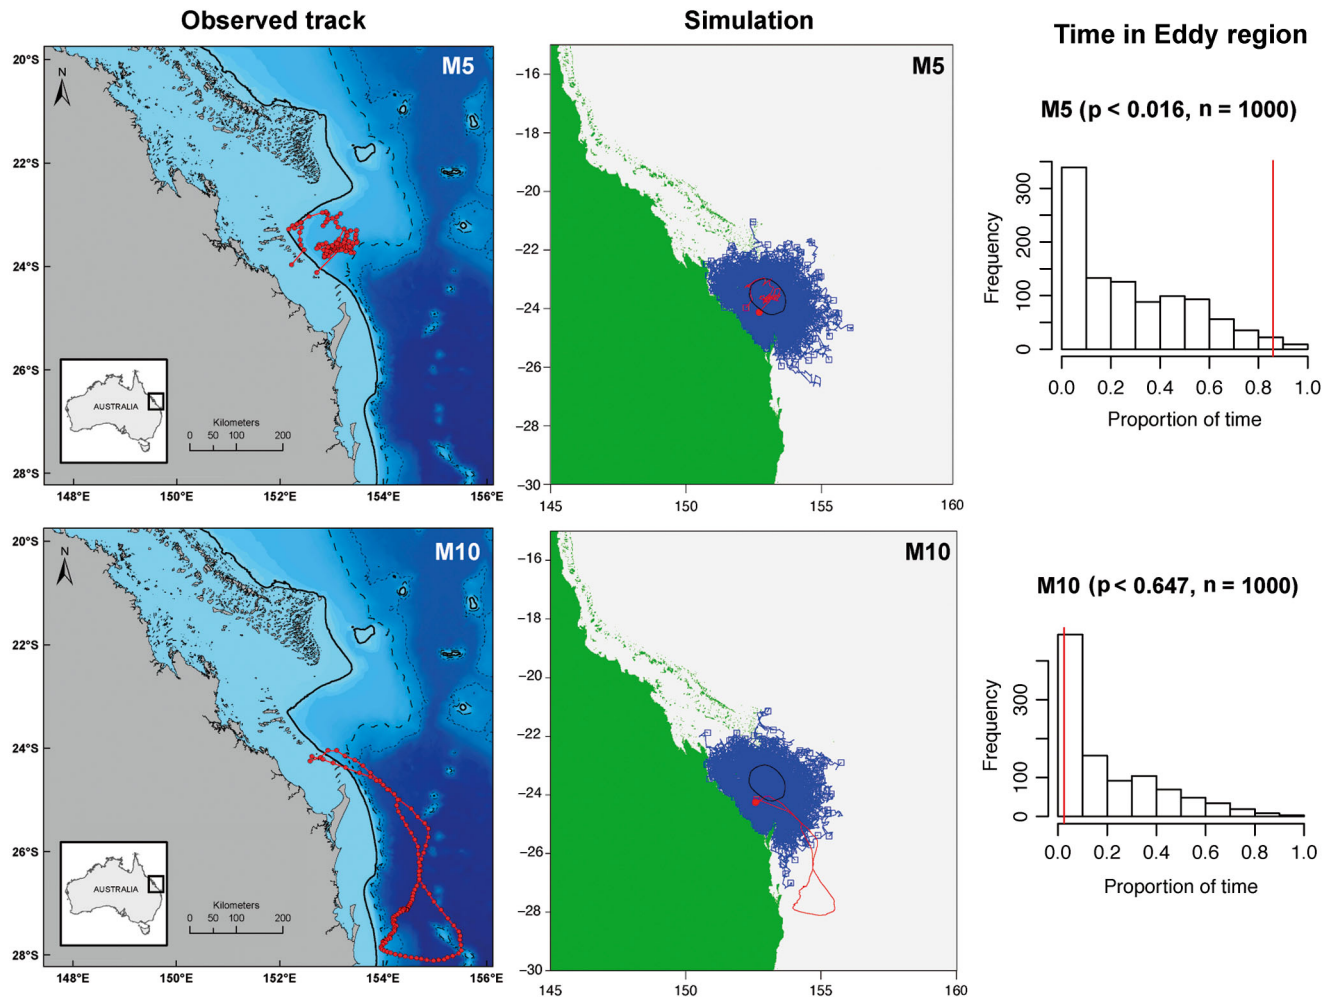 Observed track
Simulation
Time in Eddy region
M5
N
20°S
22°S
24°S
26°S
28°S
AUSTRALIA
Kilometers
0 50 100 200
148°E 150°E 152°E 154°E 156°E
M5
−16
−18
−20
−22
−24
−26
−28
−30
145 150 155 160
M5 (p < 0.016, n = 1000)
Frequency
300
200
100
0
0.0 0.2 0.4 0.6 0.8 1.0
Proportion of time
M10
N
20°S
22°S
24°S
26°S
28°S
AUSTRALIA
Kilometers
0 50 100 200
148°E 150°E 152°E 154°E 156°E
M10
−16
−18
−20
−22
−24
−26
−28
−30
145 150 155 160
M10 (p < 0.647, n = 1000)
Frequency
300
100
0
0.0 0.2 0.4 0.6 0.8 1.0
Proportion of time